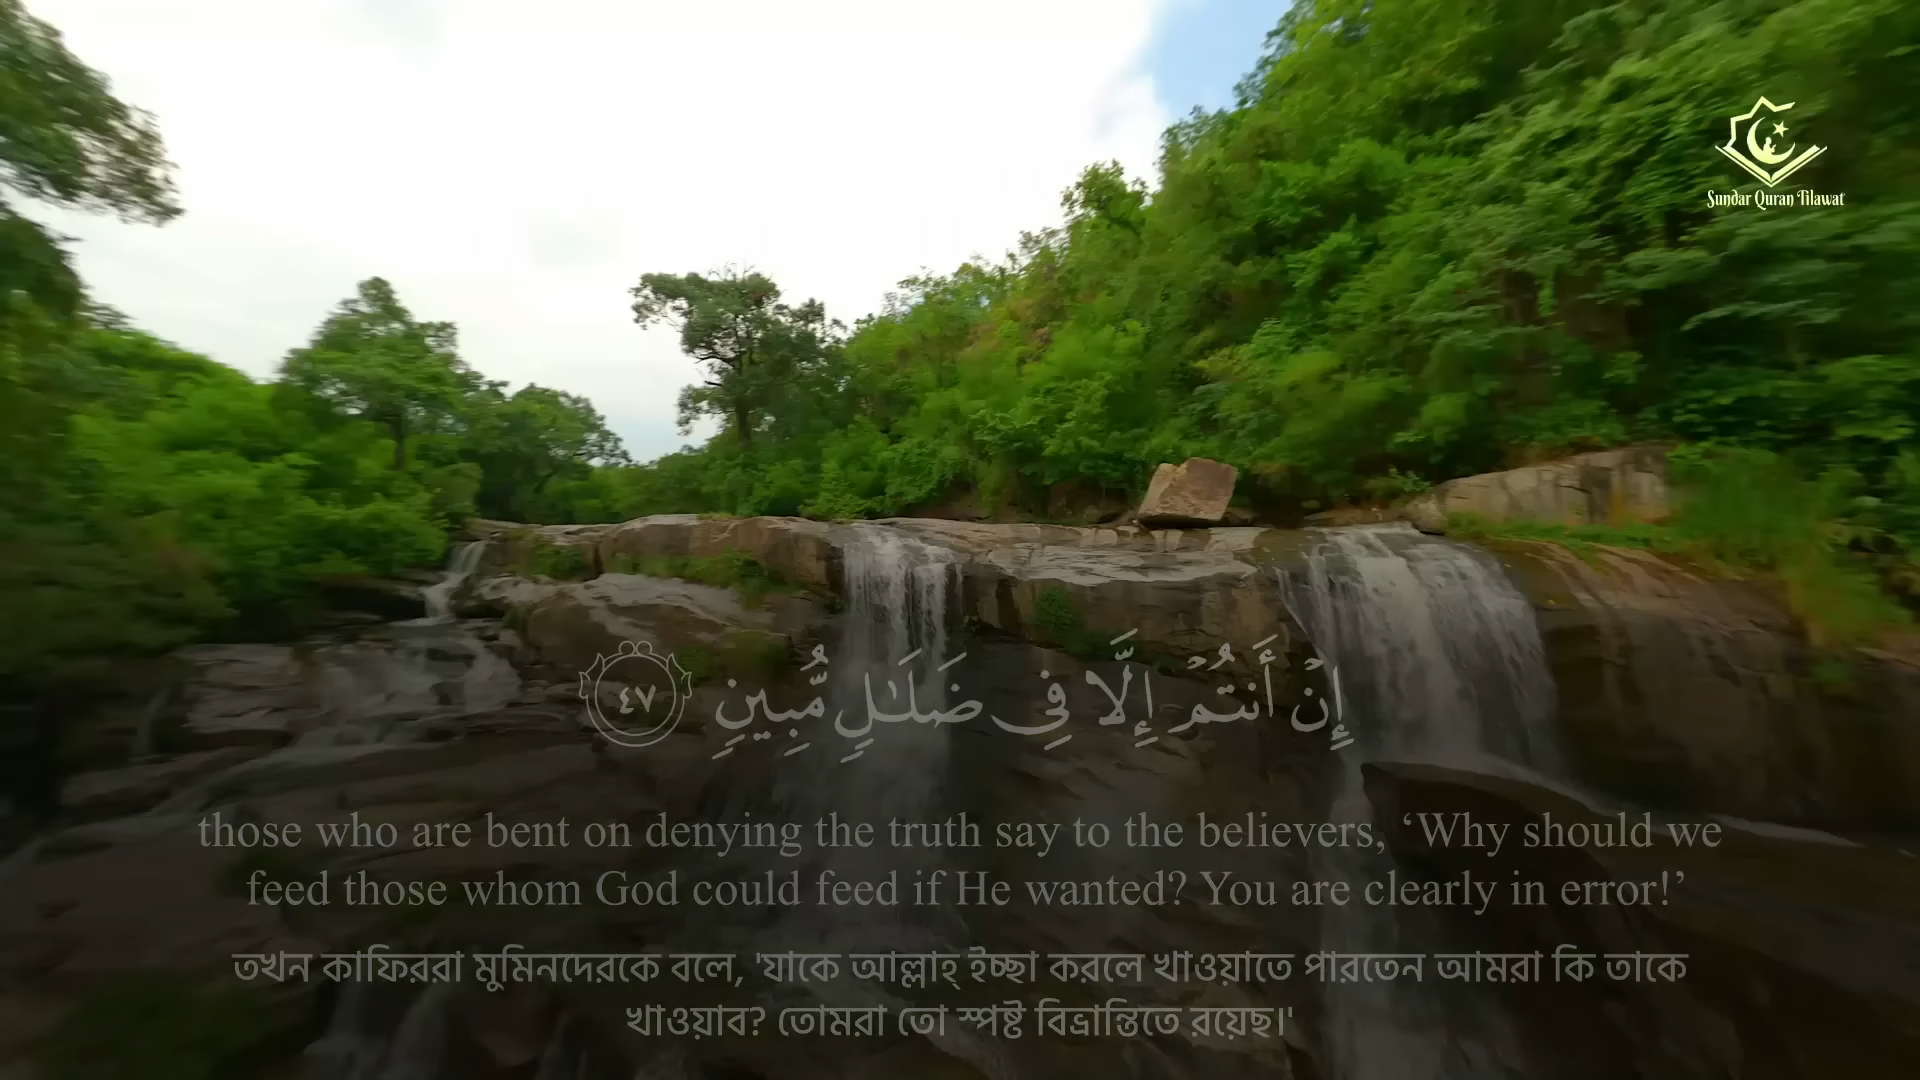 Sundar Quran Tilawat
إِنْ أَنتُمْ إِلَّا فِى ضَلَـٰلٍ مُّبِينٍ ٤٧
those who are bent on denying the truth say to the believers, ‘Why should we
feed those whom God could feed if He wanted? You are clearly in error!’
তখন কাফিররা মুমিনদেরকে বলে, 'যাকে আল্লাহ্ ইচ্ছা করলে খাওয়াতে পারতেন আমরা কি তাকে
খাওয়াব? তোমরা তো স্পষ্ট বিভ্রান্তিতে রয়েছ।'